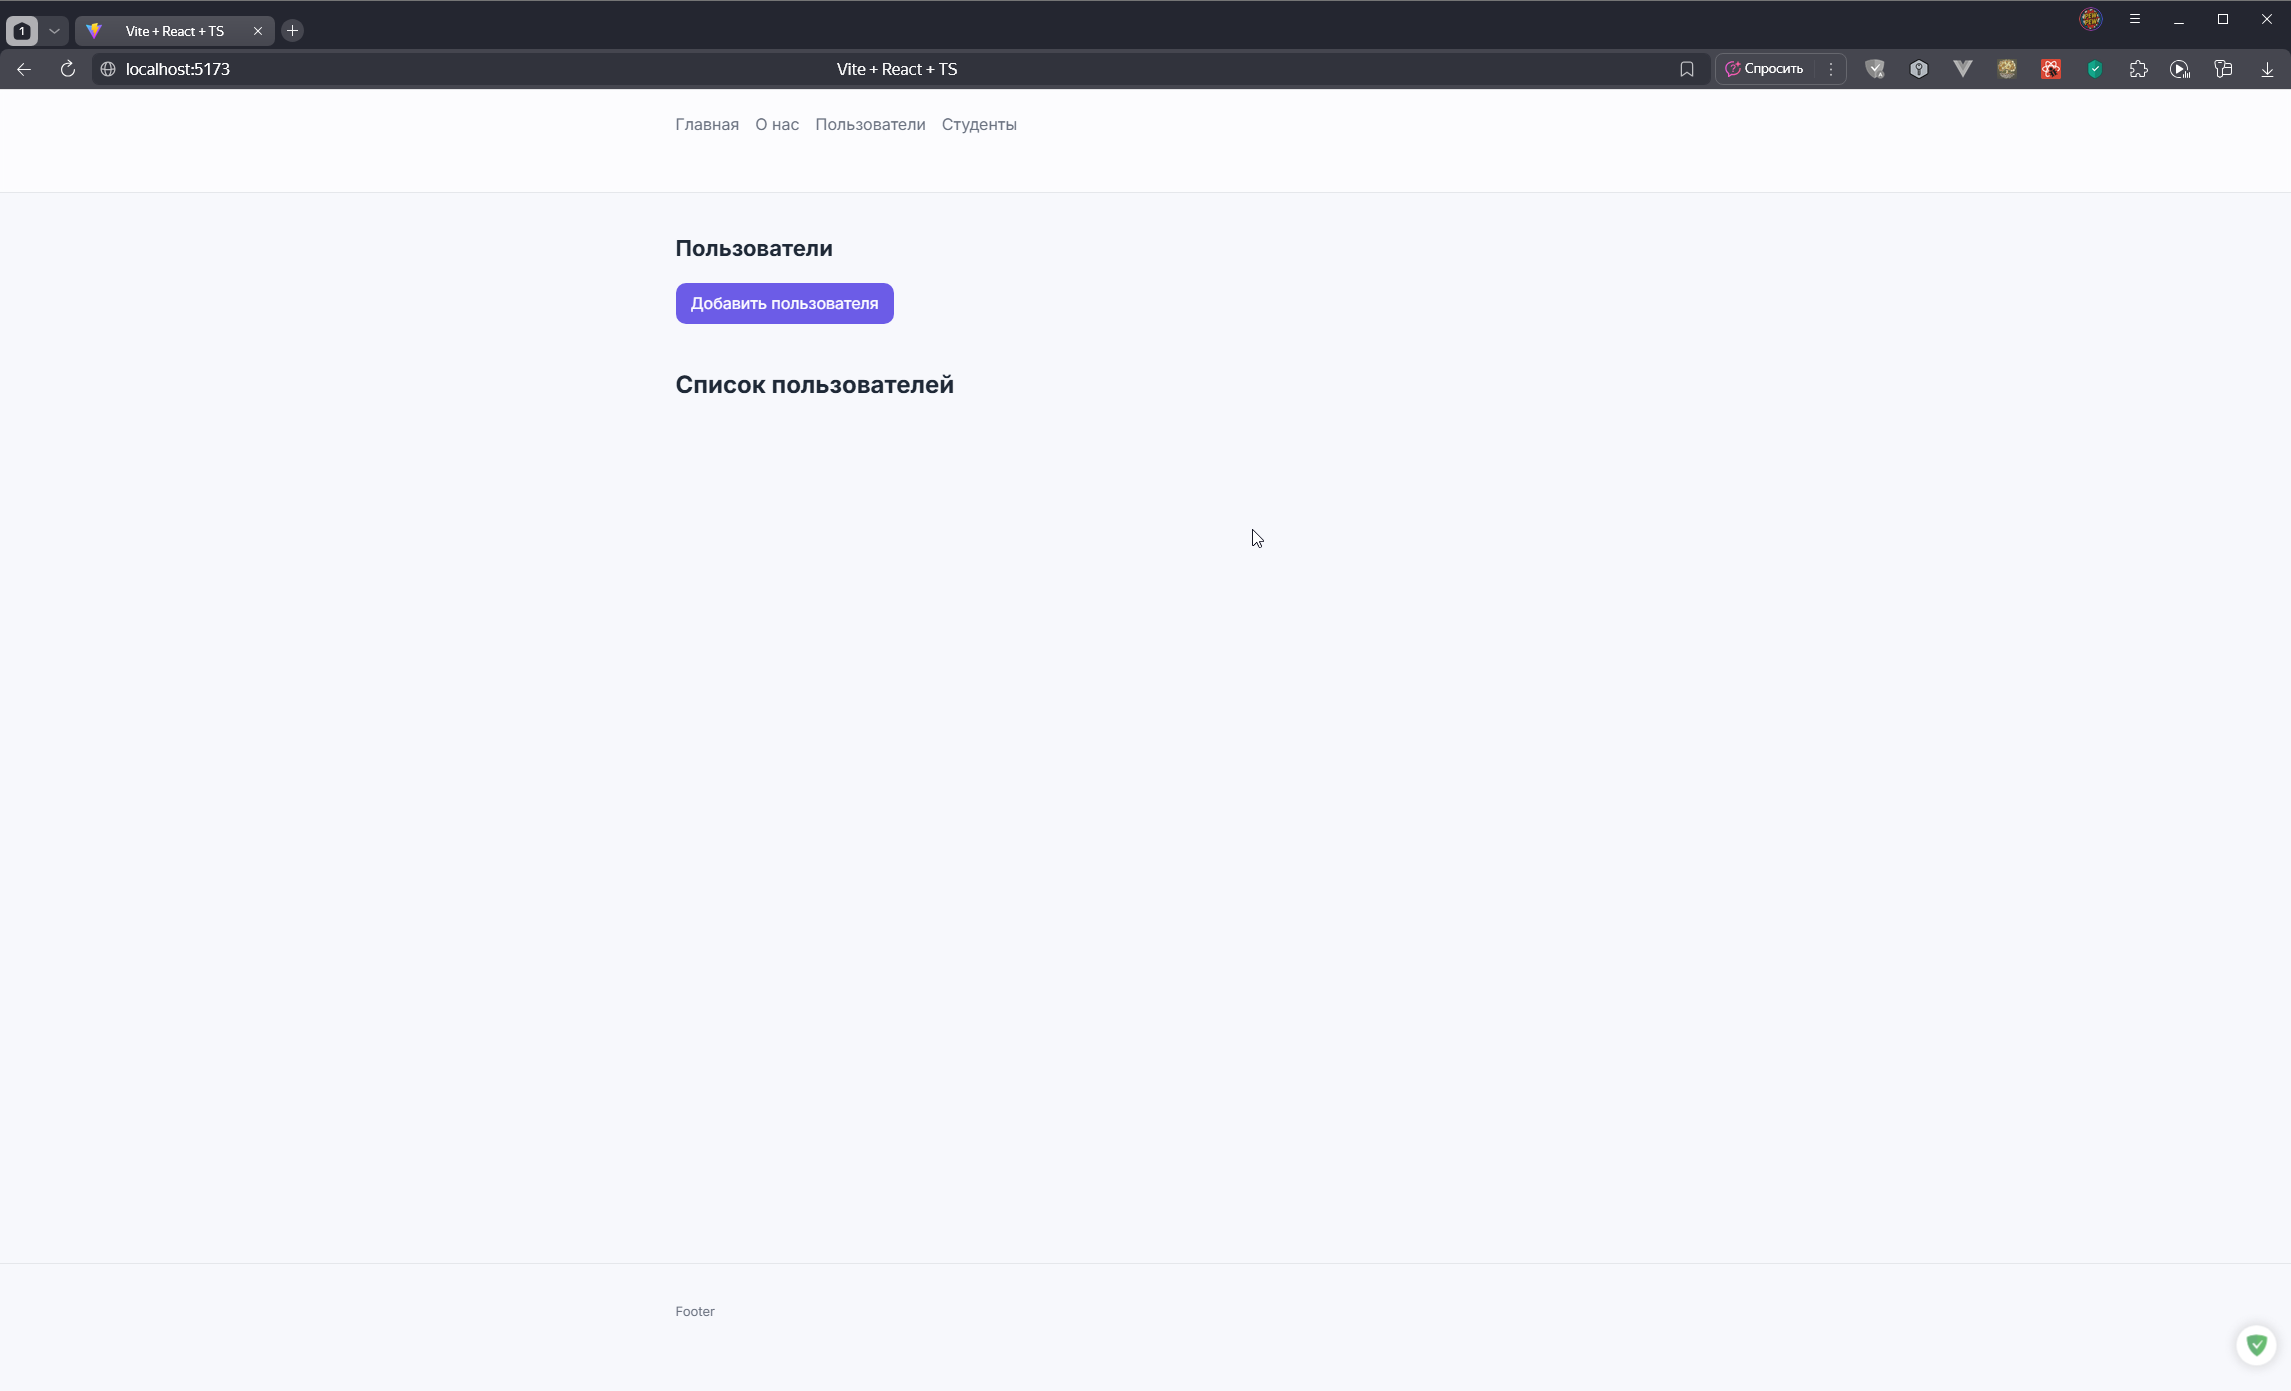 1
Vite + React + TS
localhost:5173
Vite + React + TS
Спросить
Главная О нас Пользователи Студенты
Пользователи
Добавить пользователя
Список пользователей
Footer